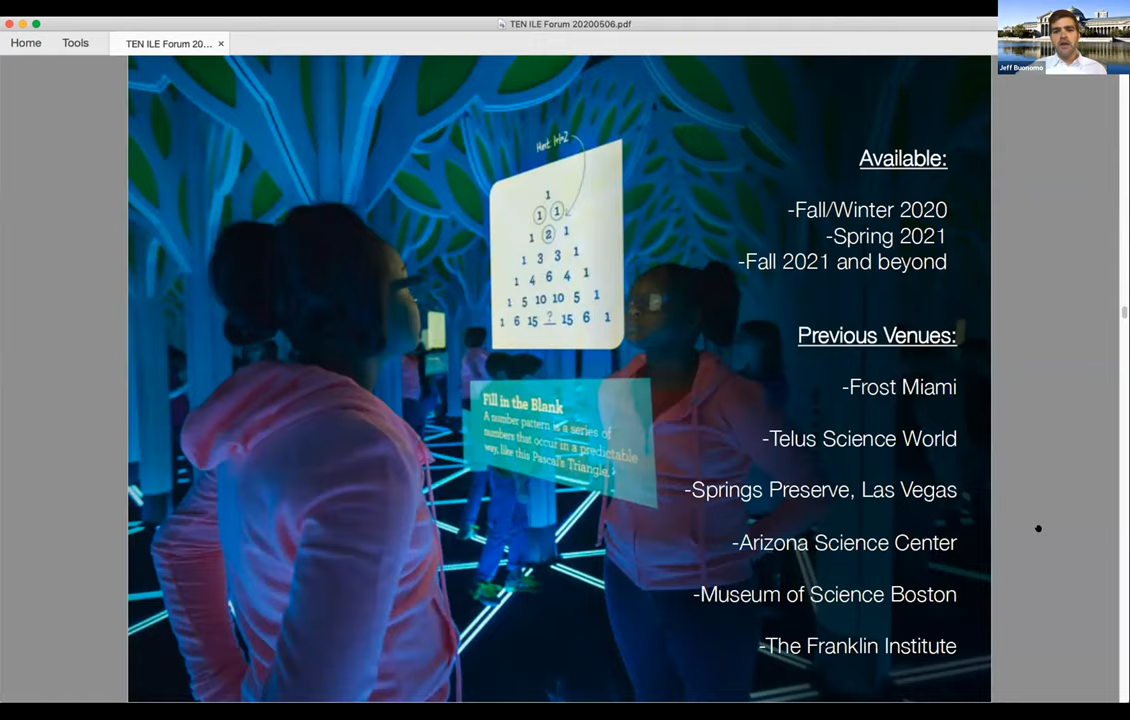 TEN ILE Forum 20200506.pdf
Home
Tools
TEN ILE Forum 20... ×
Jeff Buonomo
Hint 1+1=2
1
1 1
1 2 1
1 3 3 1
1 4 6 4 1
1 5 10 10 5 1
1 6 15 ? 15 6 1
Fill in the Blank
A number pattern is a series of
numbers that occur in a predictable
way, like this Pascal's Triangle.
Available:
-Fall/Winter 2020
-Spring 2021
-Fall 2021 and beyond
Previous Venues:
-Frost Miami
-Telus Science World
-Springs Preserve, Las Vegas
-Arizona Science Center
-Museum of Science Boston
-The Franklin Institute